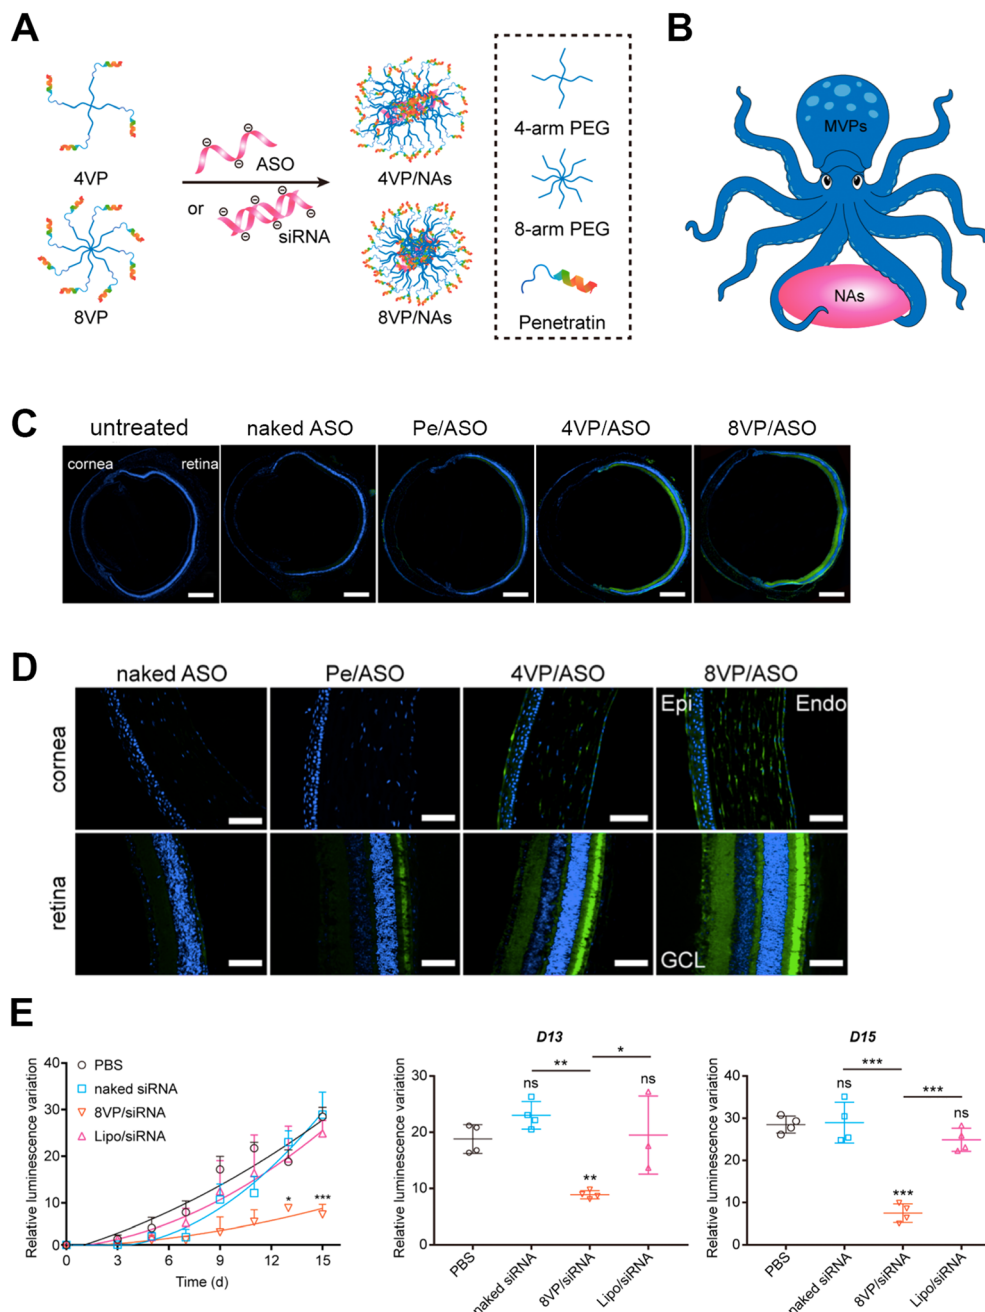 A
B
4VP
ASO
or
siRNA
8VP
4VP/NAs
8VP/NAs
4-arm PEG
8-arm PEG
Penetratin
MVPs
NAs
C
untreated
naked ASO
Pe/ASO
4VP/ASO
8VP/ASO
cornea
retina
D
naked ASO
Pe/ASO
4VP/ASO
8VP/ASO
cornea
Epi
Endo
retina
GCL
E
Relative luminescence variation
40
30
20
10
0
PBS
naked siRNA
8VP/siRNA
Lipo/siRNA
*
***
0
3
6
9
12
15
Time (d)
D13
Relative luminescence variation
30
20
10
0
ns
**
*
ns
**
PBS
naked siRNA
8VP/siRNA
Lipo/siRNA
D15
Relative luminescence variation
40
30
20
10
0
ns
***
***
ns
***
PBS
naked siRNA
8VP/siRNA
Lipo/siRNA